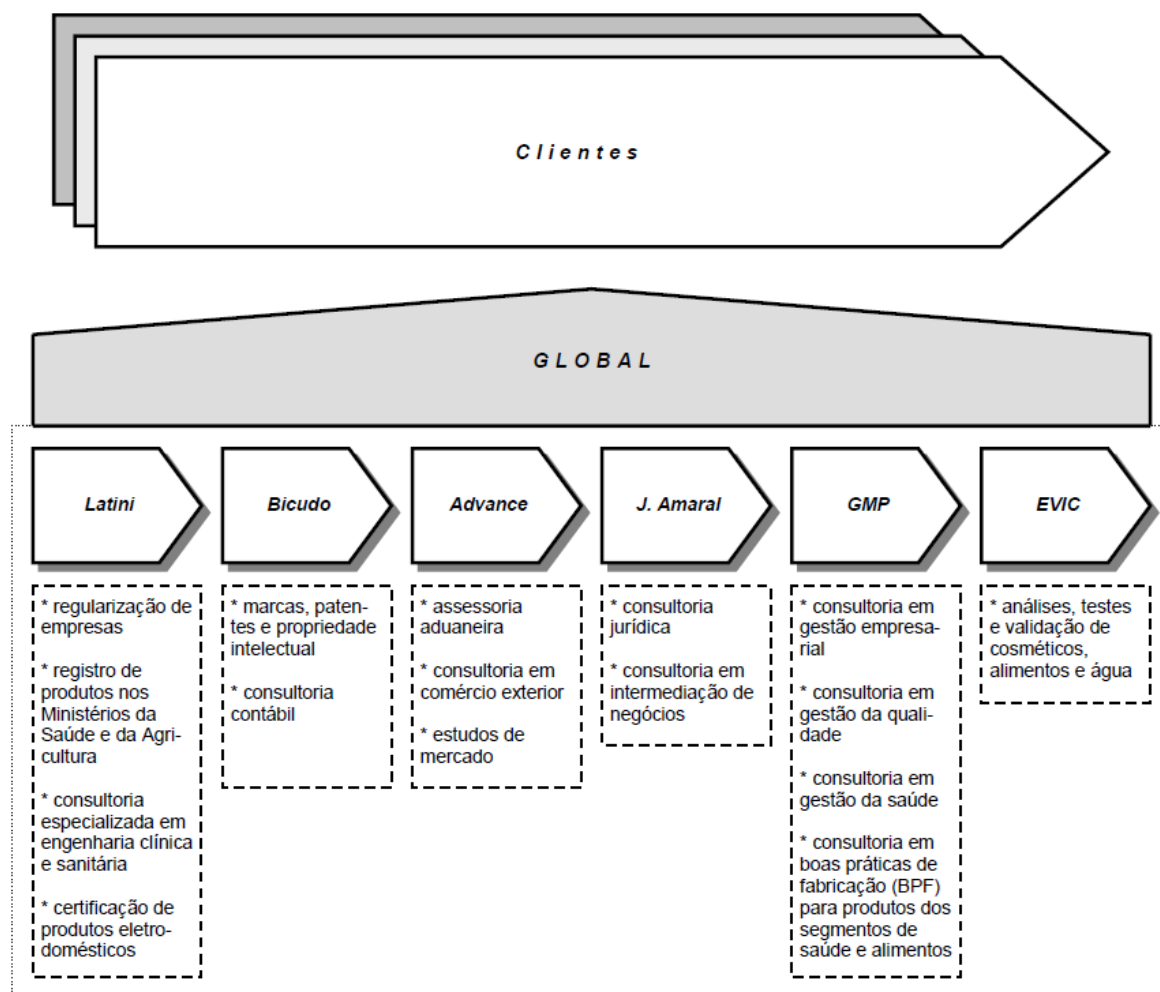 Clientes
GLOBAL
Latini
* regularização de
empresas
* registro de
produtos nos
Ministérios da
Saúde e da Agri-
cultura
* consultoria
especializada em
engenharia clínica
e sanitária
* certificação de
produtos eletro-
domésticos
Bicudo
* marcas, paten-
tes e propriedade
intelectual
* consultoria
contábil
Advance
* assessoria
aduaneira
* consultoria em
comércio exterior
* estudos de
mercado
J. Amaral
* consultoria
jurídica
* consultoria em
intermediação de
negócios
GMP
* consultoria em
gestão empresa-
rial
* consultoria em
gestão da quali-
dade
* consultoria em
gestão da saúde
* consultoria em
boas práticas de
fabricação (BPF)
para produtos dos
segmentos de
saúde e alimentos
EVIC
* análises, testes
e validação de
cosméticos,
alimentos e água